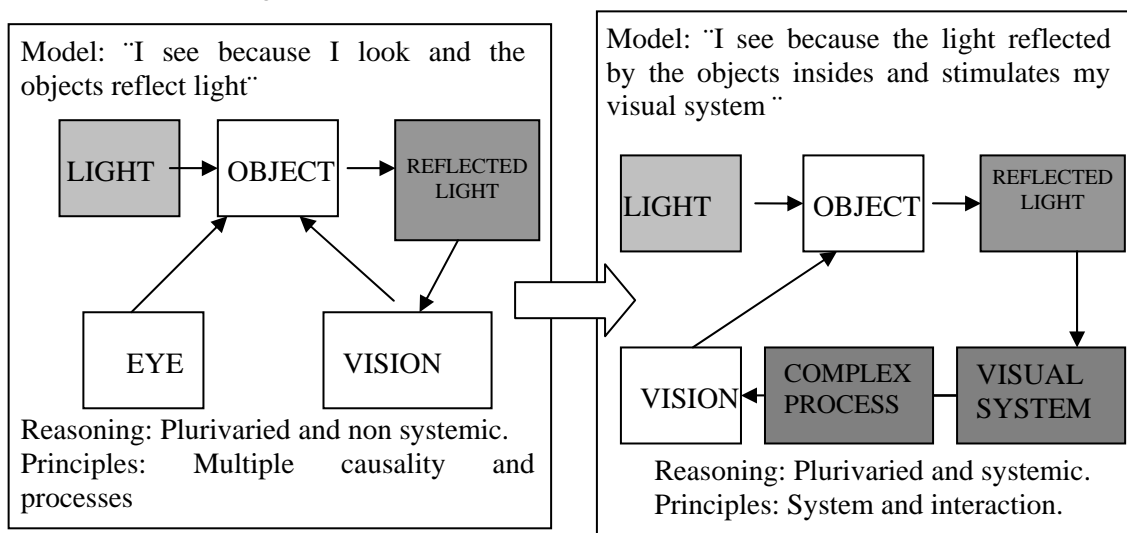 Model: ¨I see because I look and the
objects reflect light¨
LIGHT
OBJECT
REFLECTED
LIGHT
EYE
VISION
Reasoning: Plurivaried and non systemic.
Principles: Multiple causality and
processes
Model: ¨I see because the light reflected
by the objects insides and stimulates my
visual system ¨
LIGHT
OBJECT
REFLECTED
LIGHT
VISION
COMPLEX
PROCESS
VISUAL
SYSTEM
Reasoning: Plurivaried and systemic.
Principles: System and interaction.